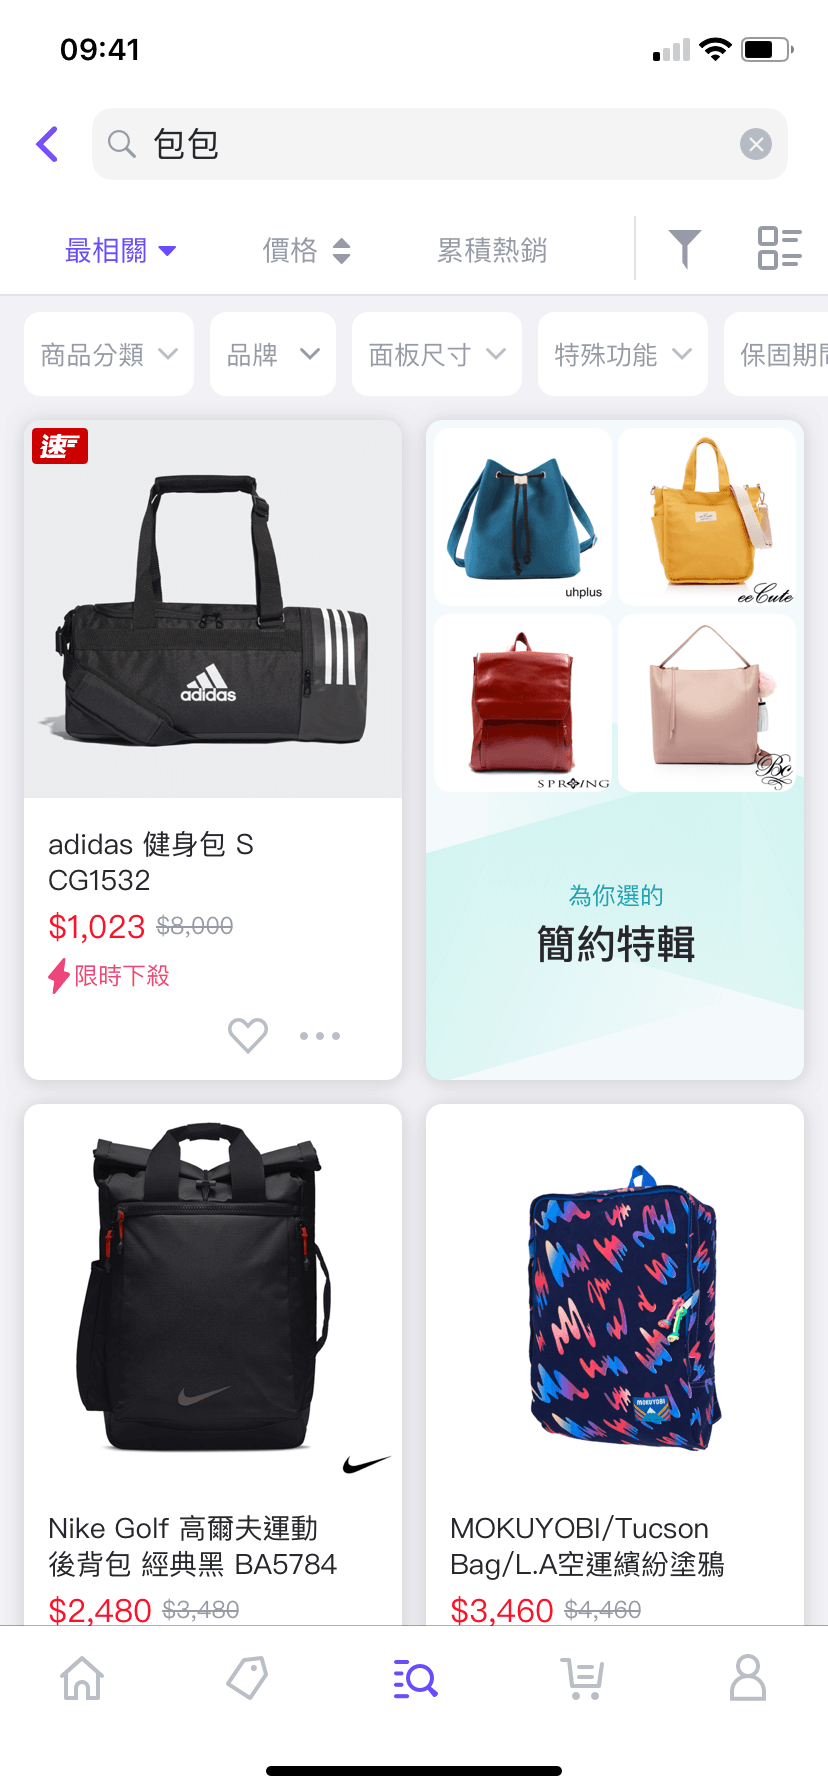 09:41
包包
最相關
價格
累積熱銷
商品分類
品牌
面板尺寸
特殊功能
保固期間
速
adidas
uhplus
eeCute
SPRING
Bc
adidas 健身包 S
CG1532
$1,023 $8,000
限時下殺
為你選的
簡約特輯
MOKUYOBI
Nike Golf 高爾夫運動
後背包 經典黑 BA5784
$2,480 $3,480
MOKUYOBI/Tucson
Bag/L.A空運繽紛塗鴉
$3,460 $4,460